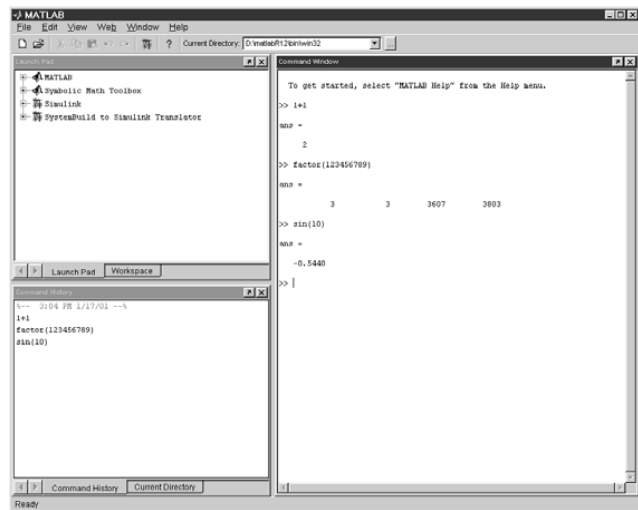 MATLAB
File Edit View Web Window Help
? Current Directory: D:\matlabR12\bin\win32
Launch Pad
MATLAB
Symbolic Math Toolbox
Simulink
SystemBuild to Simulink Translator
Launch Pad Workspace
Command History
%-- 3:04 PM 1/17/01 --%
1+1
factor(123456789)
sin(10)
Command History Current Directory
Command Window
To get started, select "MATLAB Help" from the Help menu.
>> 1+1
ans =
2
>> factor(123456789)
ans =
3 3 3607 3803
>> sin(10)
ans =
-0.5440
>>
Ready